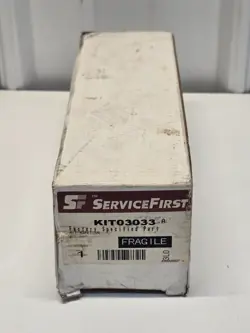 SF SERVICEFIRST
KIT03033 A
Factory Specified Part
FRAGILE
1